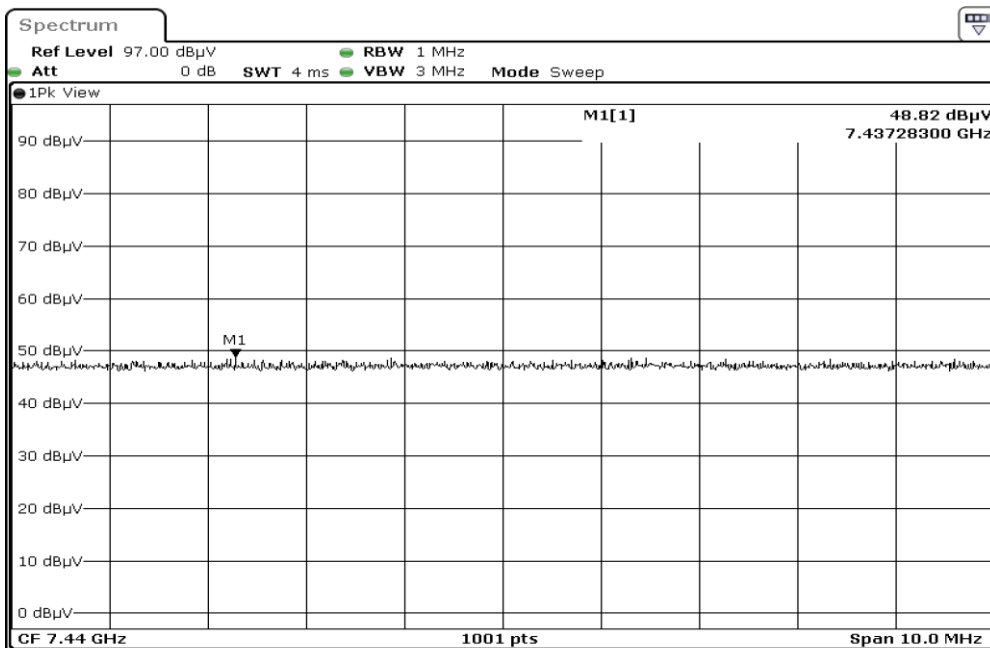 Spectrum
Ref Level 97.00 dBµV RBW 1 MHz
Att 0 dB SWT 4 ms VBW 3 MHz Mode Sweep
1Pk View
M1[1] 48.82 dBµV
7.43728300 GHz
90 dBµV
80 dBµV
70 dBµV
60 dBµV
M1
50 dBµV
40 dBµV
30 dBµV
20 dBµV
10 dBµV
0 dBµV
CF 7.44 GHz 1001 pts Span 10.0 MHz